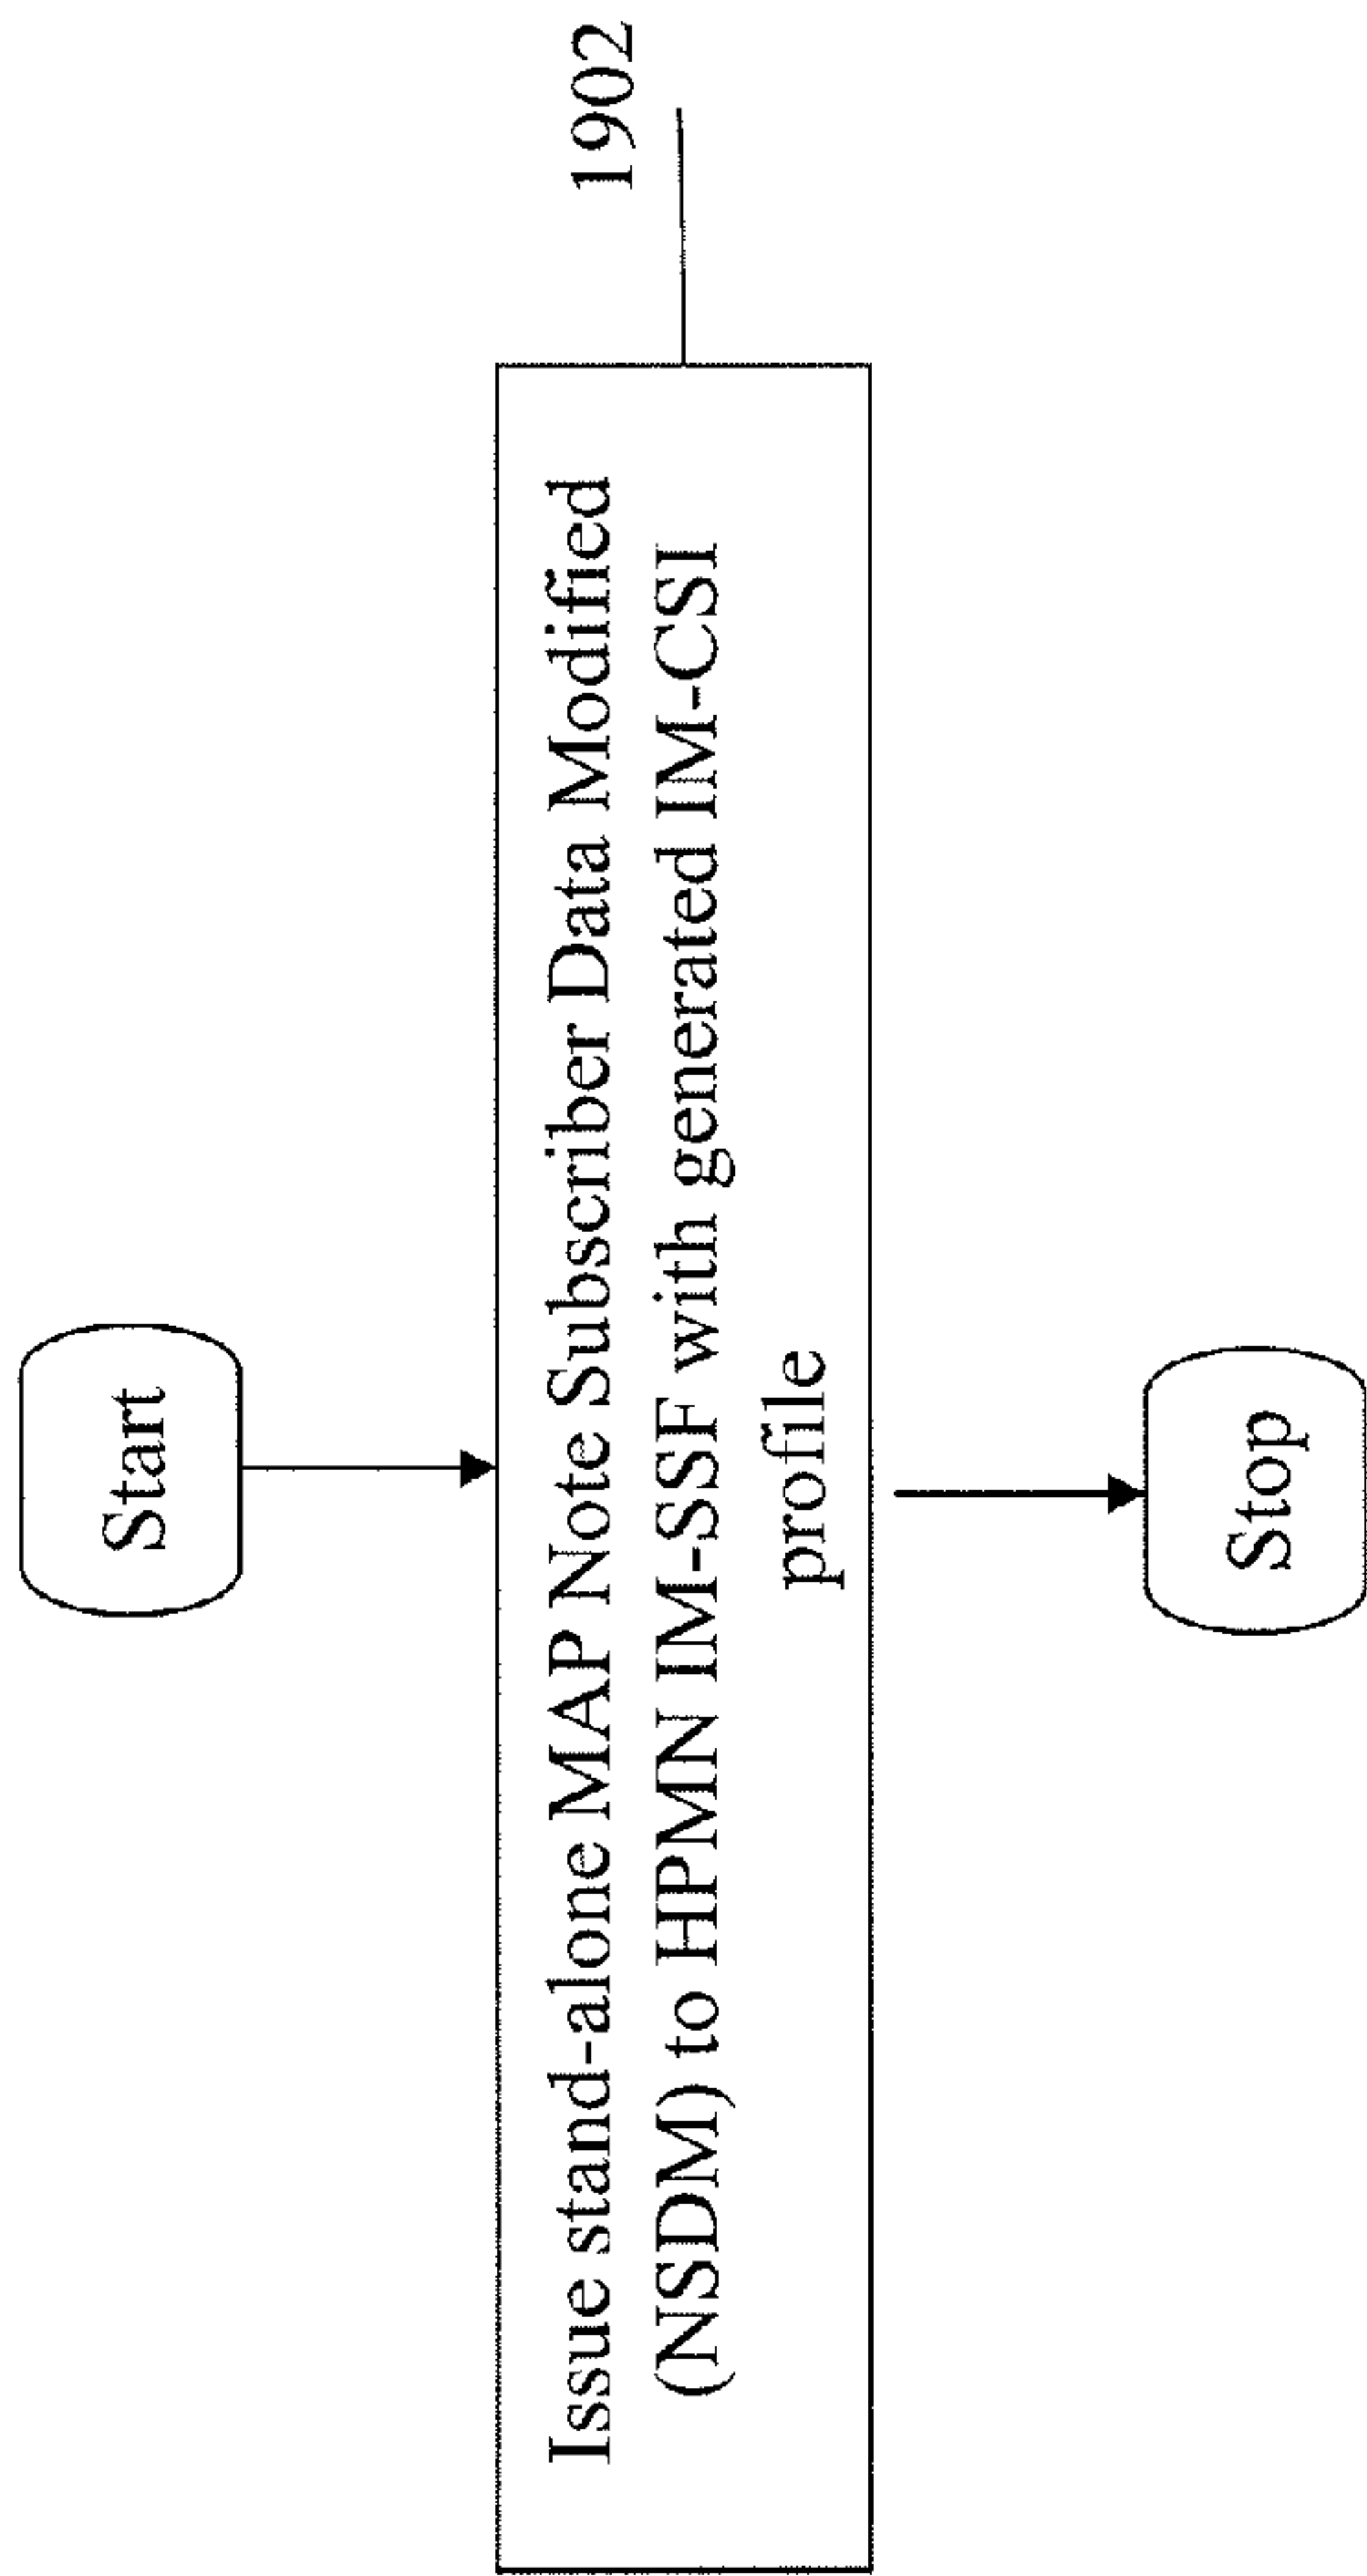 Start
Issue stand-alone MAP Note Subscriber Data Modified
(NSDM) to HPMN IM-SSF with generated IM-CSI
profile
1902
Stop